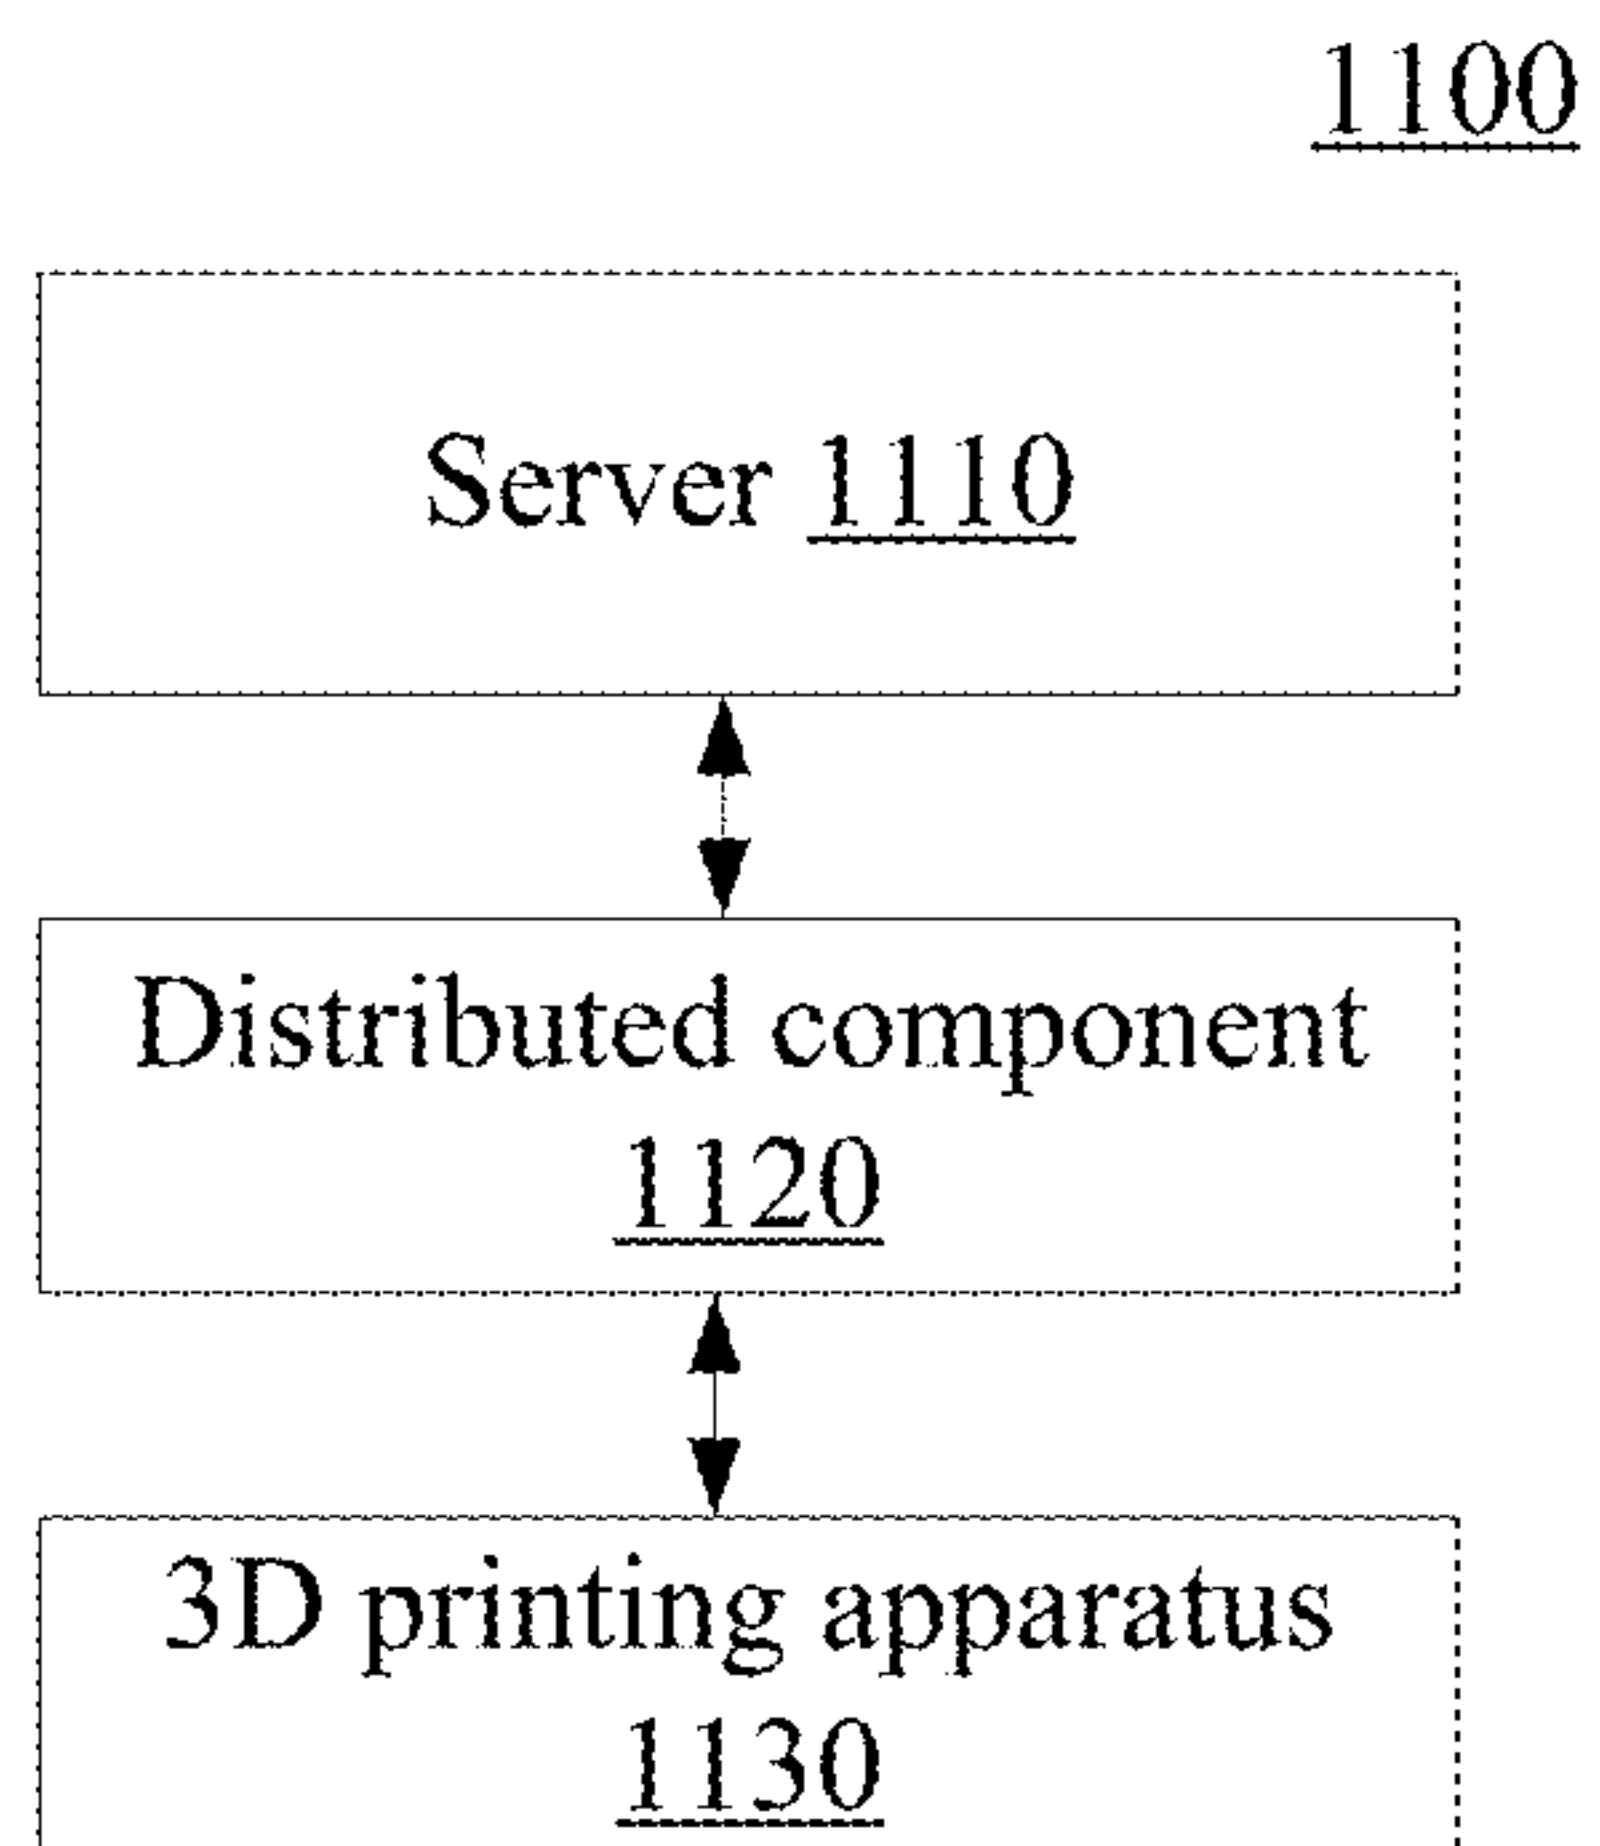 1100
Server 1110
Distributed component
1120
3D printing apparatus
1130